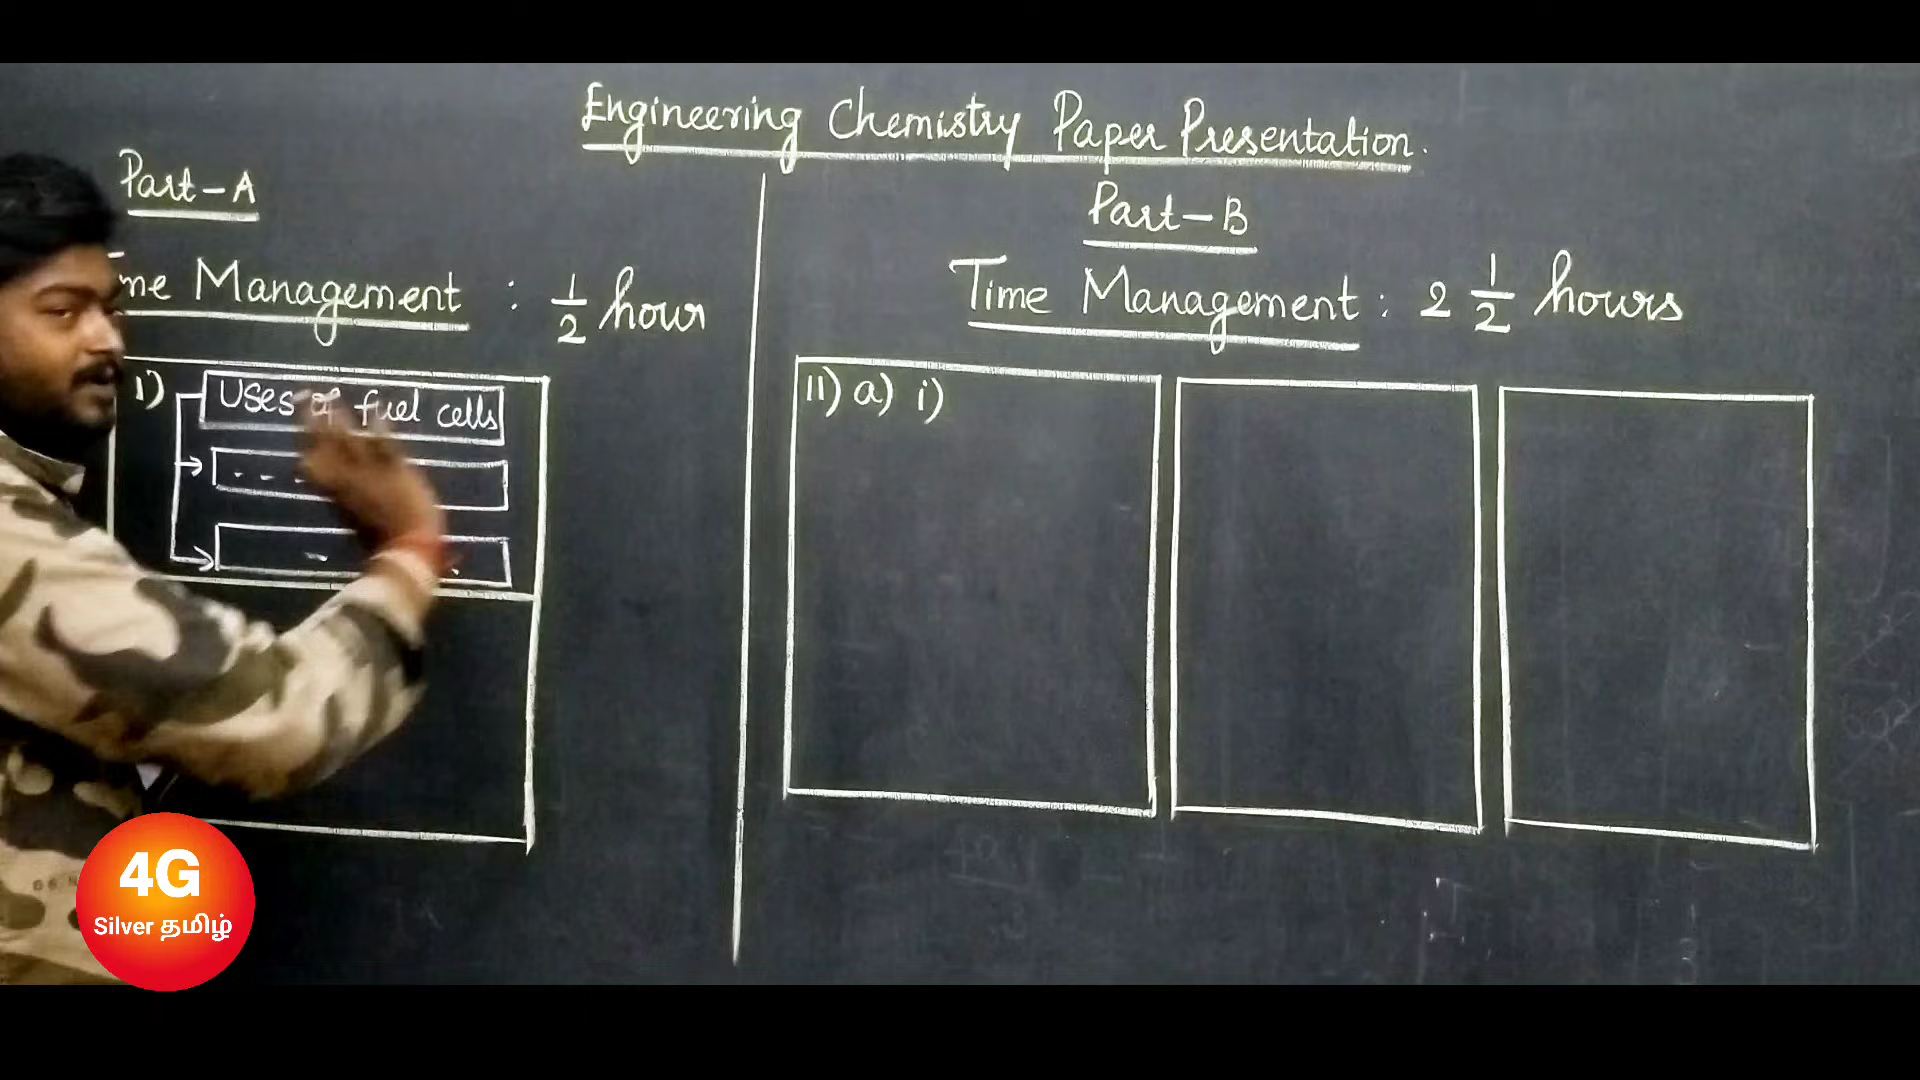 Engineering Chemistry Paper Presentation.
Part-A
me Management : 1/2 hour
1) Uses of fuel cells
Part-B
Time Management : 2 1/2 hours
11) a) i)
4G
Silver தமிழ்